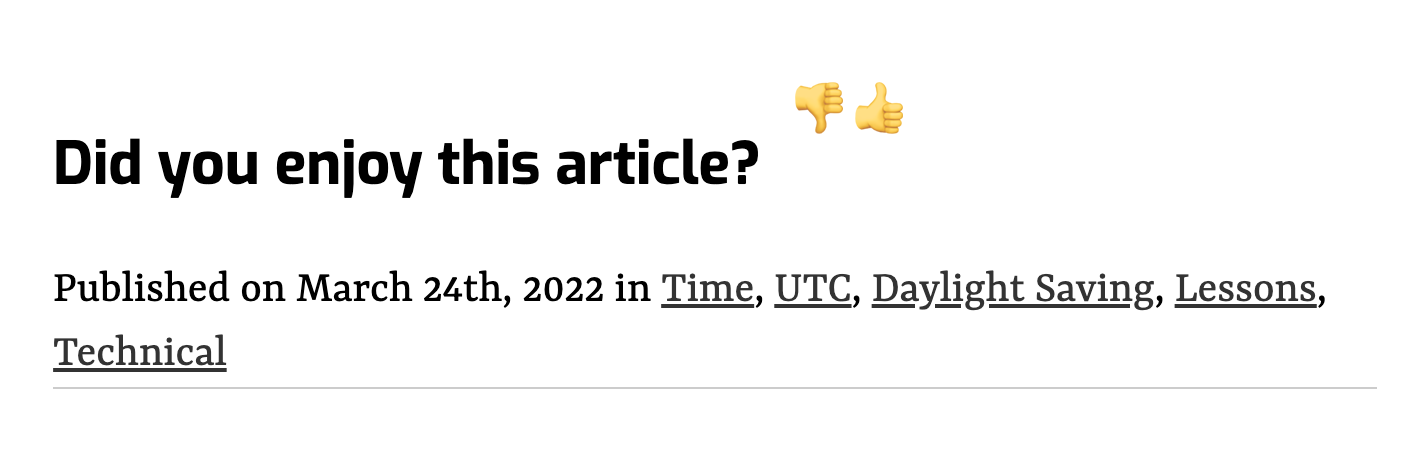 Did you enjoy this article? 👎👍
Published on March 24th, 2022 in Time, UTC, Daylight Saving, Lessons,
Technical